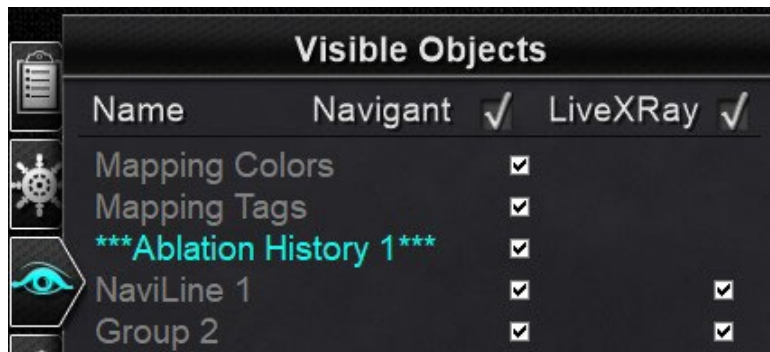 Visible Objects
Name Navigant LiveXRay
Mapping Colors
Mapping Tags
***Ablation History 1***
NaviLine 1
Group 2